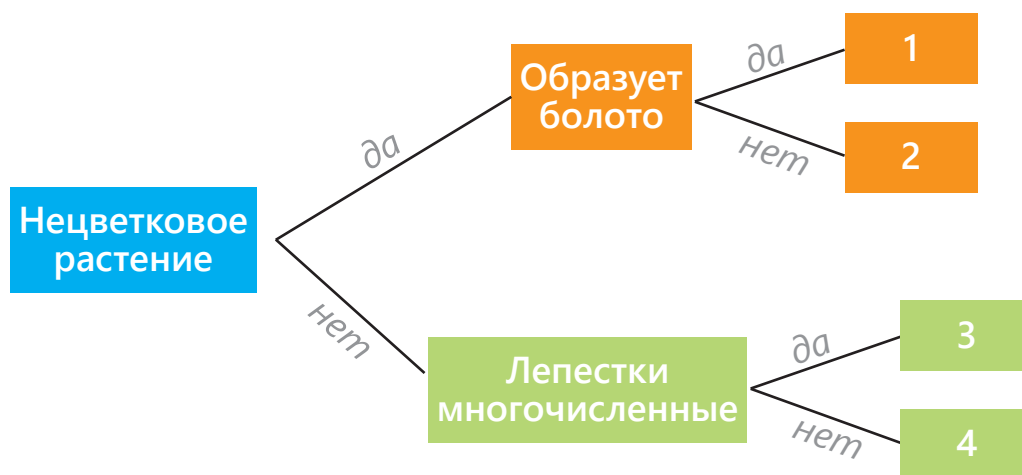 Нецветковое
растение
да
нет
Образует
болото
да
1
нет
2
Лепестки
многочисленные
да
3
нет
4